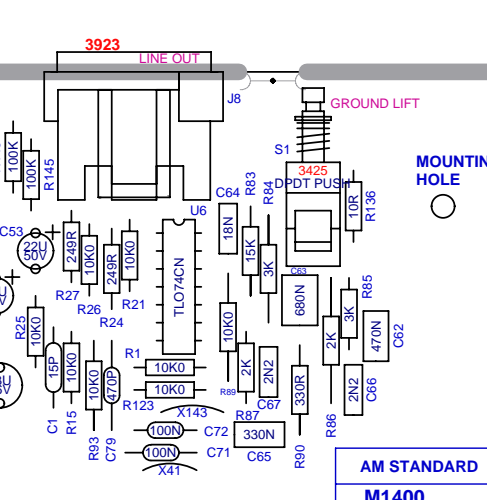 3923
LINE OUT
J8
GROUND LIFT
S1
3425
DPDT PUSH
MOUNTIN
HOLE
100K
100K
R145
C53
22U
50V
249R
10K0
249R
10K0
R27
R26
R24
R21
U6
TLO74CN
C64
18N
R83
15K
R84
3K
10R
R136
C63
680N
R85
3K
2K
470N
C62
R25
10K0
15P
10K0
10K0
470P
C1
R15
R93
C79
R1
10K0
10K0
R123
X143
100N
C72
100N
C71
X41
10K0
R89
2K
2N2
C67
R87
330N
C65
330R
R90
R86
2N2
C66
AM STANDARD
M1400